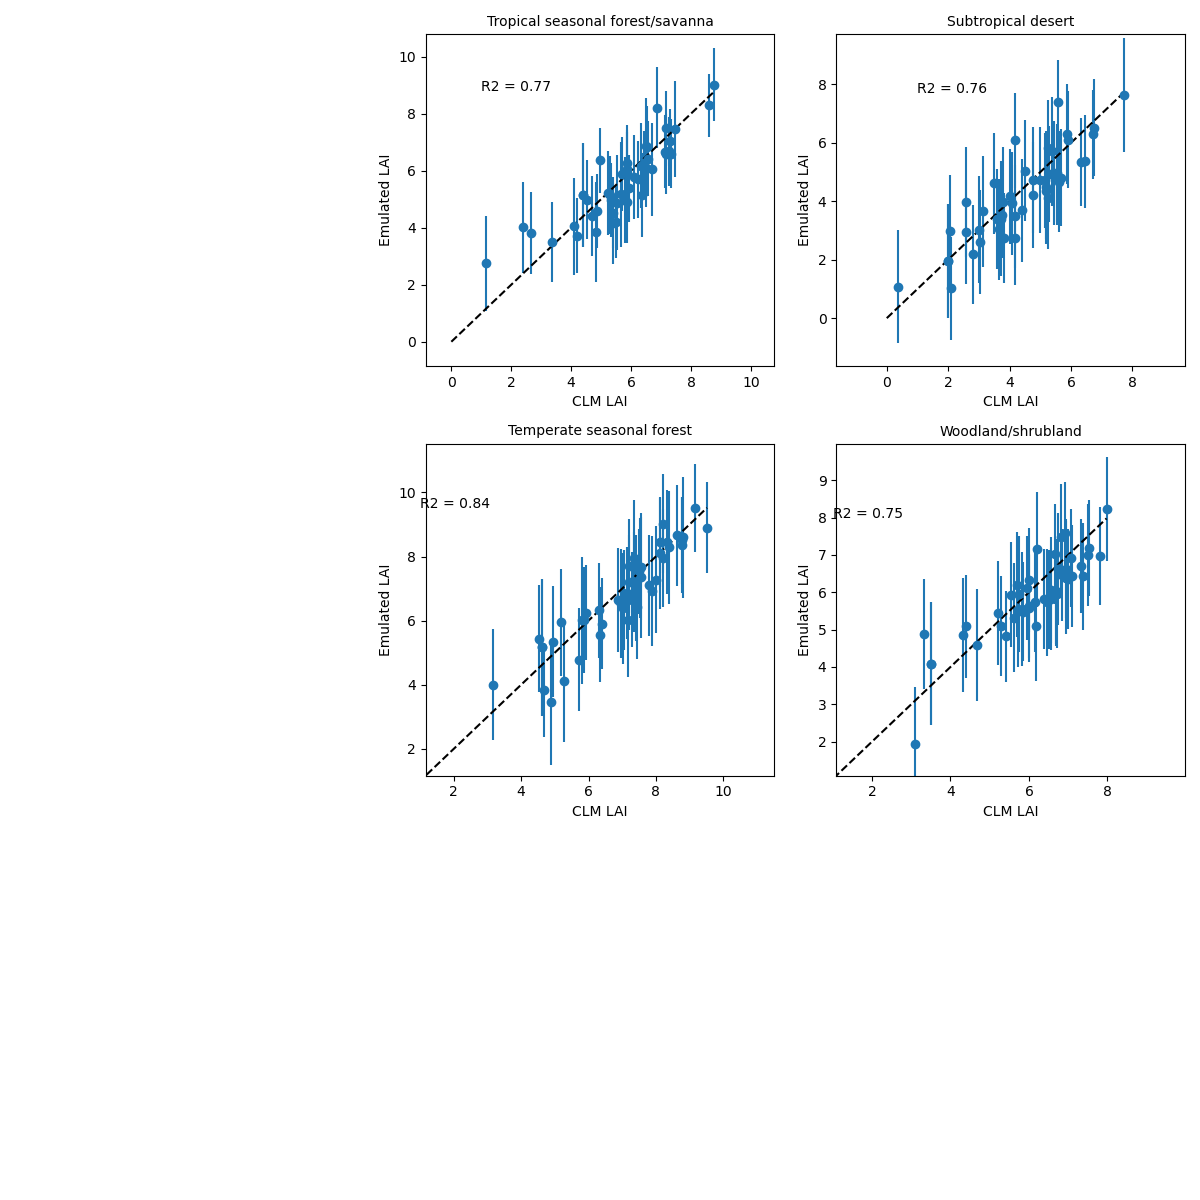 Tropical seasonal forest/savanna
R2 = 0.77
10
8
6
4
2
0
Emulated LAI
0 2 4 6 8 10
CLM LAI
Subtropical desert
R2 = 0.76
8
6
4
2
0
Emulated LAI
0 2 4 6 8
CLM LAI
Temperate seasonal forest
R2 = 0.84
10
8
6
4
2
Emulated LAI
2 4 6 8 10
CLM LAI
Woodland/shrubland
R2 = 0.75
9
8
7
6
5
4
3
2
Emulated LAI
2 4 6 8
CLM LAI